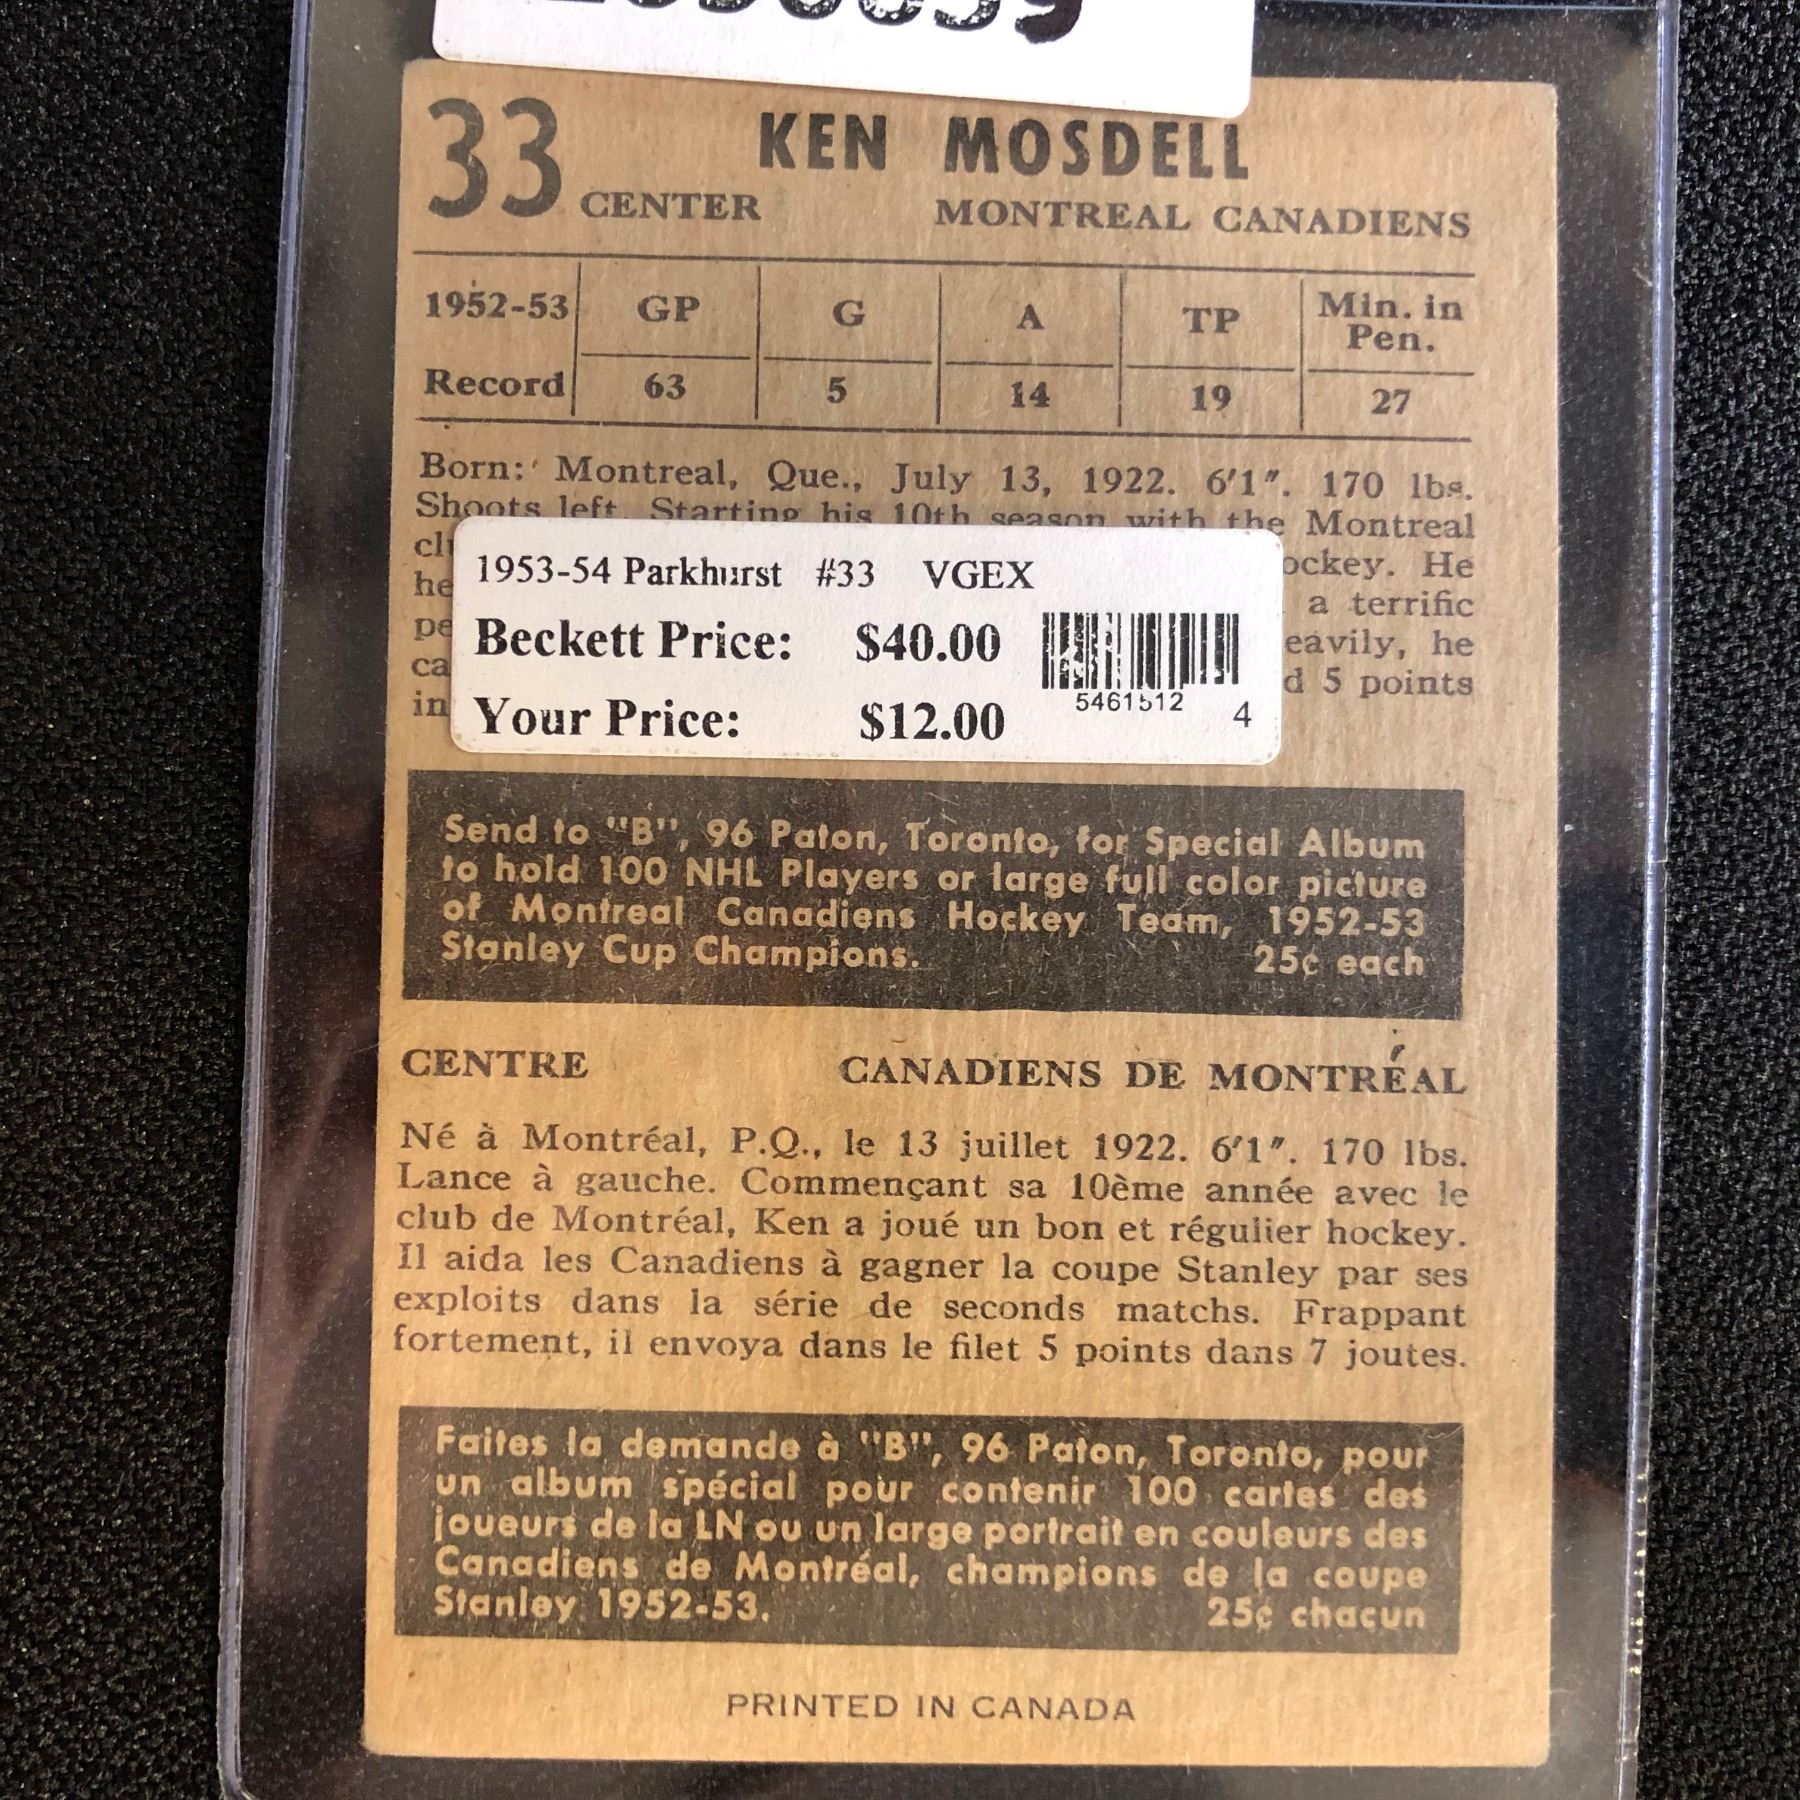 33 KEN MOSDELL
CENTER MONTREAL CANADIENS
1952-53 GP G A TP Min. in Pen.
Record 63 5 14 19 27
Born: Montreal, Que., July 13, 1922. 6'1". 170 lbs.
Shoots left. Starting his 10th season with the Montreal
ockey. He
a terrific
eavily, he
5 points
in
1953-54 Parkhurst #33 VGEX
Beckett Price: $40.00
Your Price: $12.00
5461512 4
Send to "B", 96 Paton, Toronto, for Special Album
to hold 100 NHL Players or large full color picture
of Montreal Canadiens Hockey Team, 1952-53
Stanley Cup Champions. 25¢ each
CENTRE CANADIENS DE MONTRÉAL
Né à Montréal, P.Q., le 13 juillet 1922. 6'1". 170 lbs.
Lance à gauche. Commençant sa 10ème année avec le
club de Montréal, Ken a joué un bon et régulier hockey.
Il aida les Canadiens à gagner la coupe Stanley par ses
exploits dans la série de seconds matchs. Frappant
fortement, il envoya dans le filet 5 points dans 7 joutes.
Faites la demande à "B", 96 Paton, Toronto, pour
un album spécial pour contenir 100 cartes des
joueurs de la LN ou un large portrait en couleurs des
Canadiens de Montréal, champions de la coupe
Stanley 1952-53. 25¢ chacun
PRINTED IN CANADA